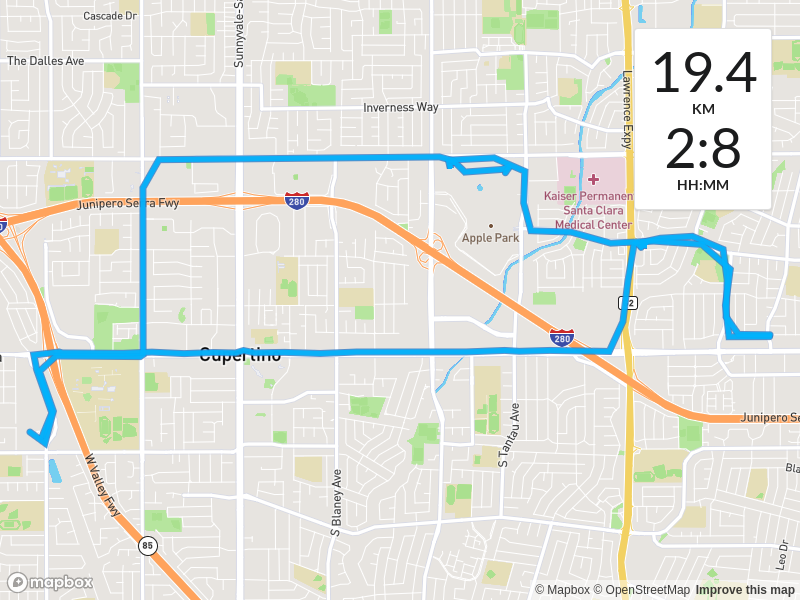 Cascade Dr
Sunnyvale-Sa
The Dalles Ave
Inverness Way
Lawrence Expy
19.4
KM
2:8
HH:MM
Kaiser Permanen
Santa Clara
Medical Center
Junipero Serra Fwy
280
Apple Park
280
Cupertino
S Tantau Ave
Junipero Se
W Valley Fwy
S Blaney Ave
Bla
85
Leo Dr
mapbox
© Mapbox © OpenStreetMap Improve this map